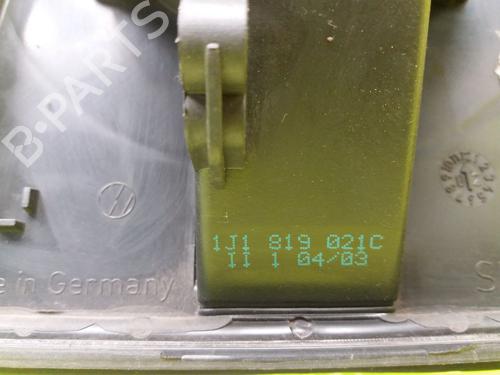 B-PARTS
1J1 819 021C
II 1 04/03
e in Germany
S